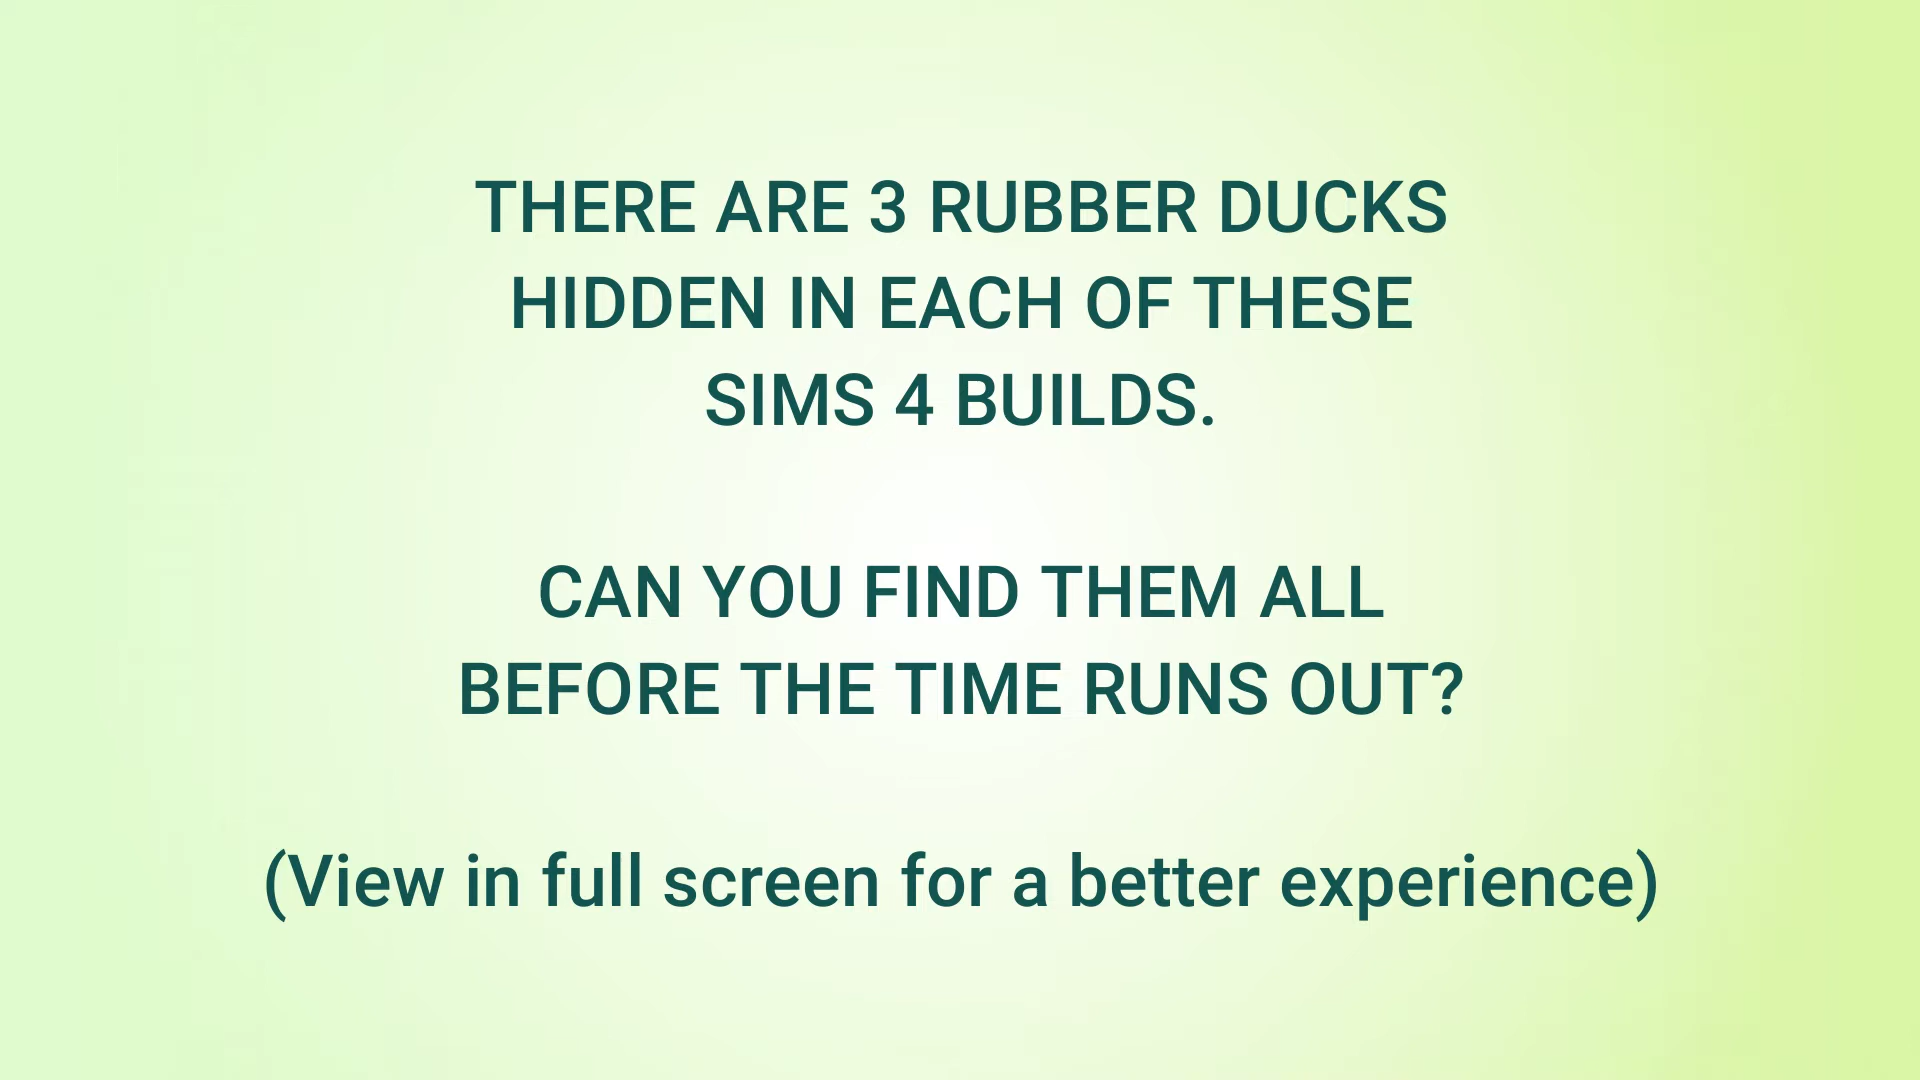 THERE ARE 3 RUBBER DUCKS
HIDDEN IN EACH OF THESE
SIMS 4 BUILDS.
CAN YOU FIND THEM ALL
BEFORE THE TIME RUNS OUT?
(View in full screen for a better experience)